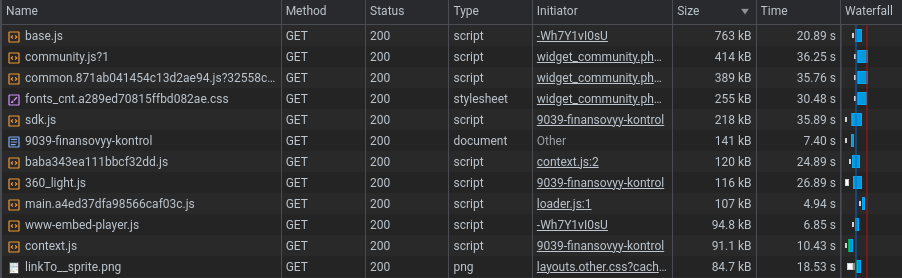 Name Method Status Type Initiator Size Time Waterfall
base.js GET 200 script -Wh7Y1vI0sU 763 kB 20.89 s
community.js?1 GET 200 script widget_community.ph... 414 kB 36.25 s
common.871ab041454c13d2ae94.js?32558c... GET 200 script widget_community.ph... 389 kB 35.76 s
fonts_cnt.a289ed70815ffbd082ae.css GET 200 stylesheet widget_community.ph... 255 kB 30.48 s
sdk.js GET 200 script 9039-finansovyy-kontrol 218 kB 35.89 s
9039-finansovyy-kontrol GET 200 document Other 141 kB 7.40 s
baba343ea111bbcf32dd.js GET 200 script context.js:2 120 kB 24.89 s
360_light.js GET 200 script 9039-finansovyy-kontrol 116 kB 26.89 s
main.a4ed37dfa98566caf03c.js GET 200 script loader.js:1 107 kB 4.94 s
www-embed-player.js GET 200 script -Wh7Y1vI0sU 94.8 kB 6.85 s
context.js GET 200 script 9039-finansovyy-kontrol 91.1 kB 10.43 s
linkTo__sprite.png GET 200 png layouts.other.css?cach... 84.7 kB 18.53 s